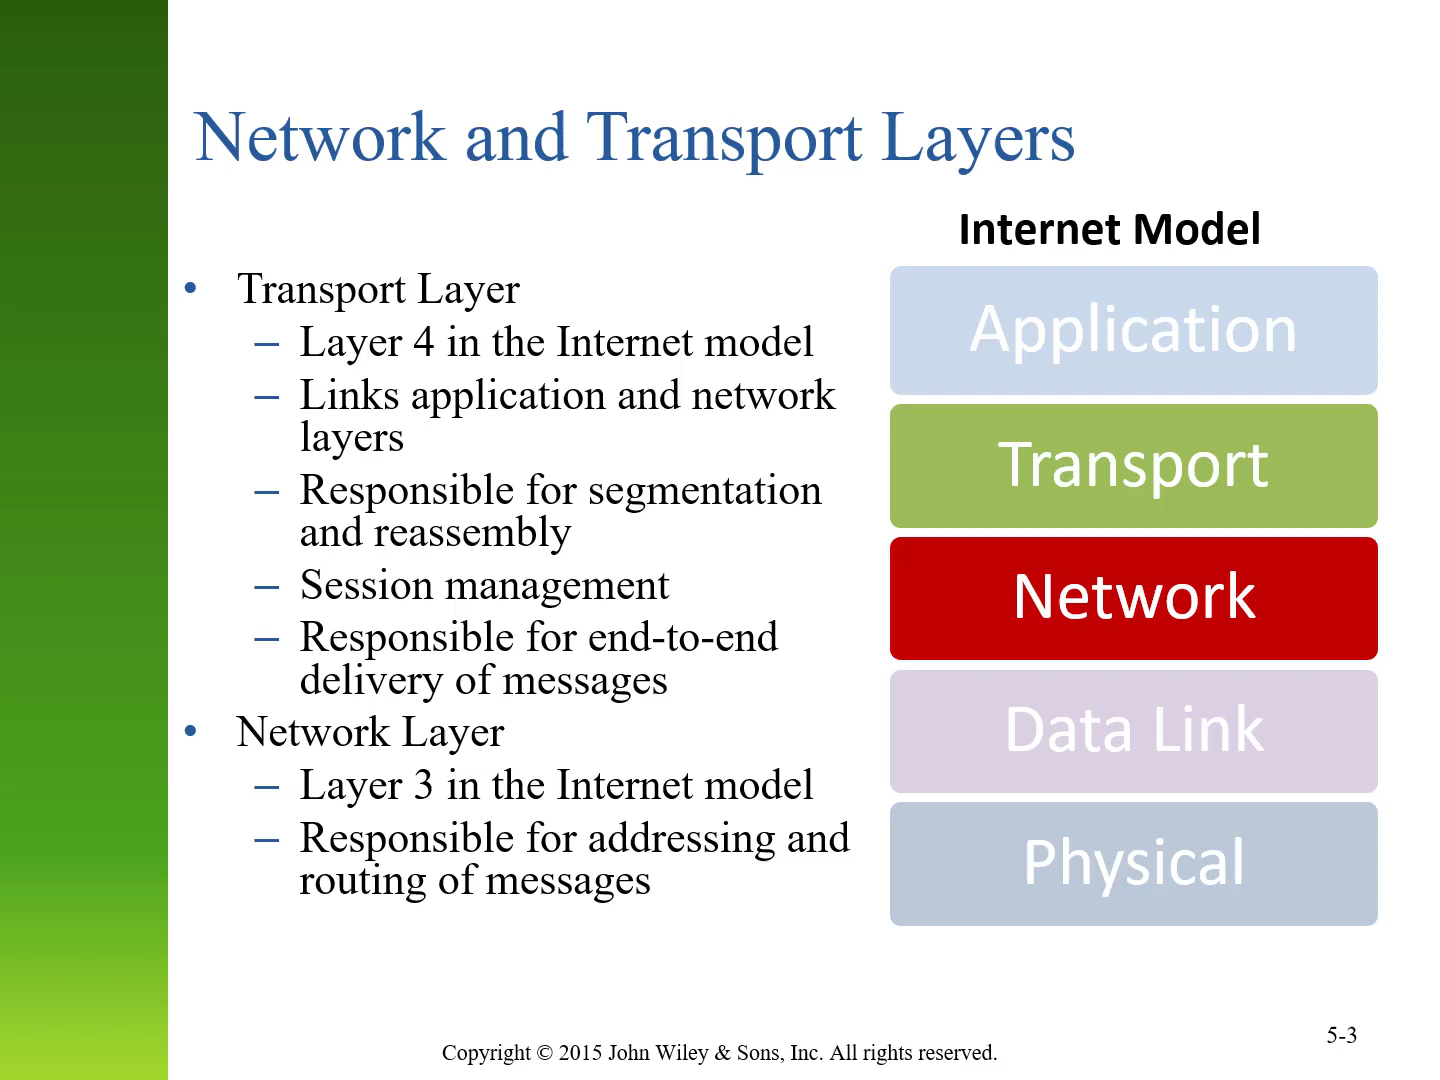 Network and Transport Layers
• Transport Layer
– Layer 4 in the Internet model
– Links application and network
layers
– Responsible for segmentation
and reassembly
– Session management
– Responsible for end-to-end
delivery of messages
• Network Layer
– Layer 3 in the Internet model
– Responsible for addressing and
routing of messages
Internet Model
Application
Transport
Network
Data Link
Physical
Copyright © 2015 John Wiley & Sons, Inc. All rights reserved.
5-3